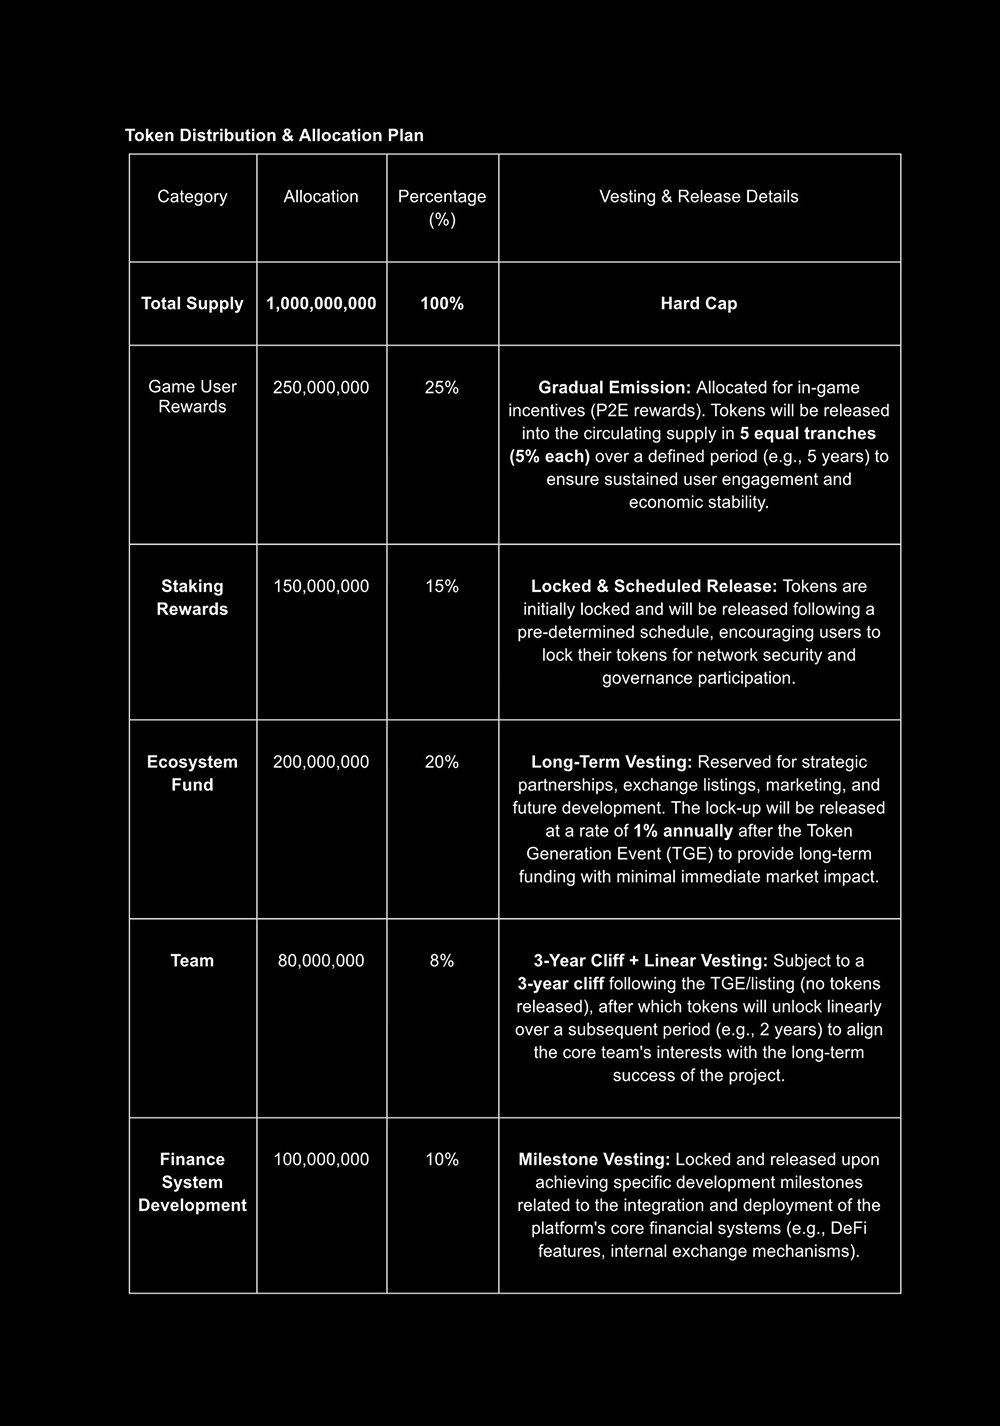 Token Distribution & Allocation Plan
Category
Allocation
Percentage
(%)
Vesting & Release Details
Total Supply
1,000,000,000
100%
Hard Cap
Game User
Rewards
250,000,000
25%
Gradual Emission: Allocated for in-game
incentives (P2E rewards). Tokens will be released
into the circulating supply in 5 equal tranches
(5% each) over a defined period (e.g., 5 years) to
ensure sustained user engagement and
economic stability.
Staking
Rewards
150,000,000
15%
Locked & Scheduled Release: Tokens are
initially locked and will be released following a
pre-determined schedule, encouraging users to
lock their tokens for network security and
governance participation.
Ecosystem
Fund
200,000,000
20%
Long-Term Vesting: Reserved for strategic
partnerships, exchange listings, marketing, and
future development. The lock-up will be released
at a rate of 1% annually after the Token
Generation Event (TGE) to provide long-term
funding with minimal immediate market impact.
Team
80,000,000
8%
3-Year Cliff + Linear Vesting: Subject to a
3-year cliff following the TGE/listing (no tokens
released), after which tokens will unlock linearly
over a subsequent period (e.g., 2 years) to align
the core team's interests with the long-term
success of the project.
Finance
System
Development
100,000,000
10%
Milestone Vesting: Locked and released upon
achieving specific development milestones
related to the integration and deployment of the
platform's core financial systems (e.g., DeFi
features, internal exchange mechanisms).